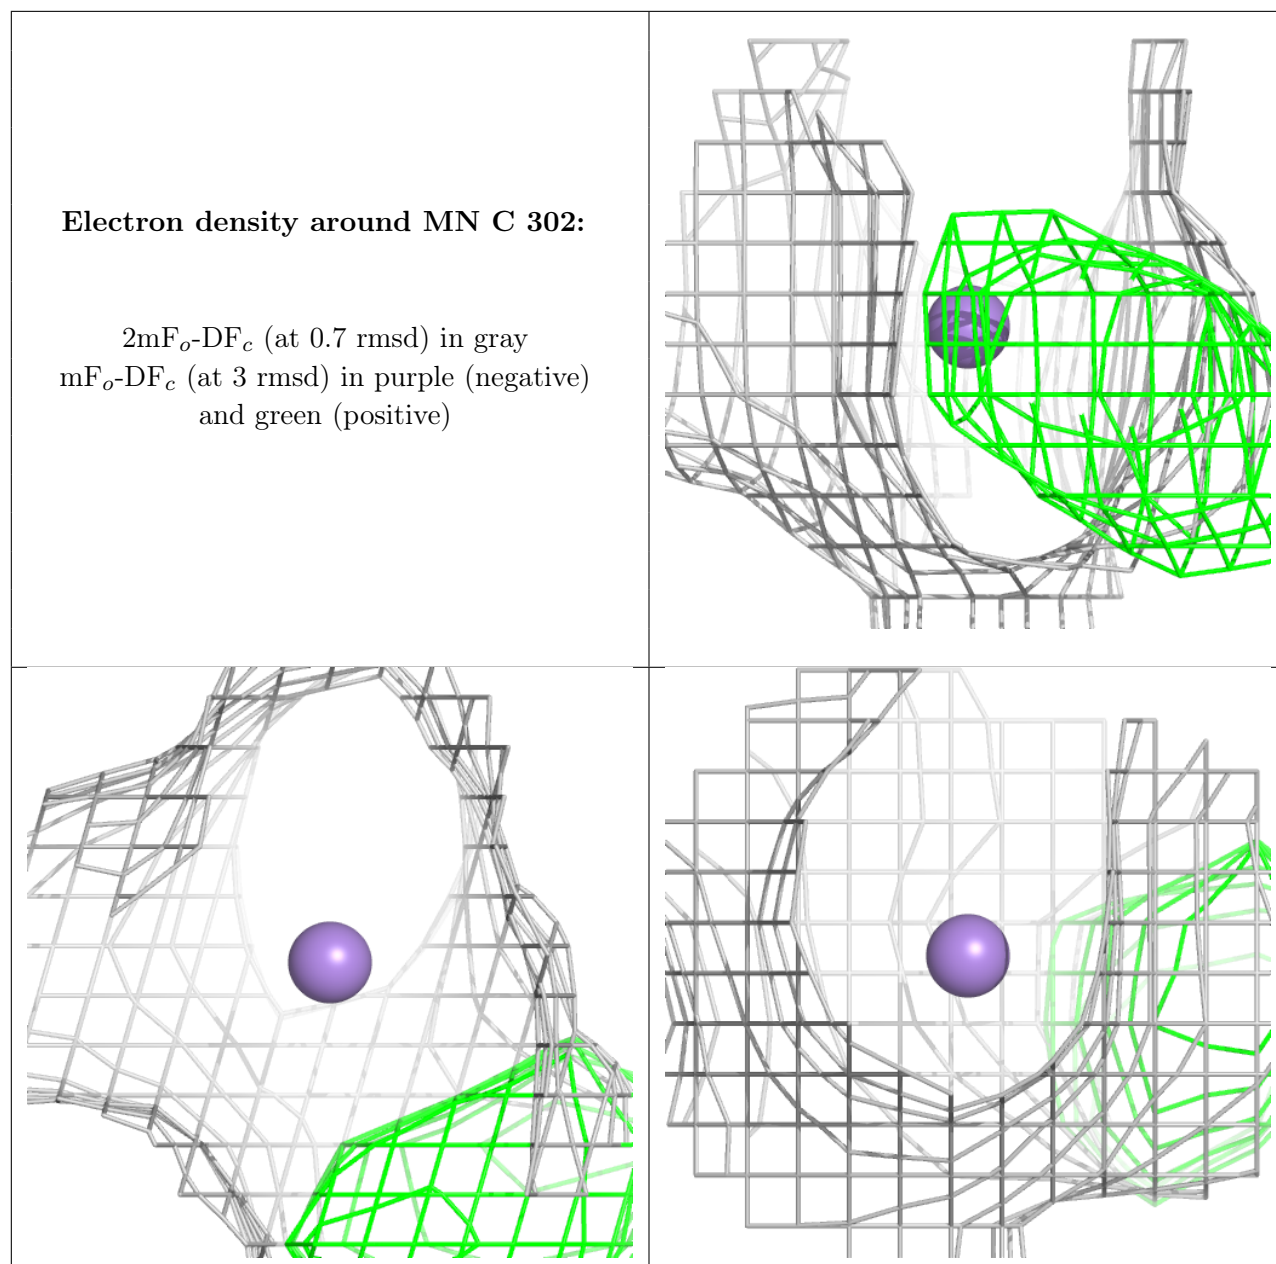 Electron density around MN C 302:
2mFo-DFc (at 0.7 rmsd) in gray
mFo-DFc (at 3 rmsd) in purple (negative)
and green (positive)